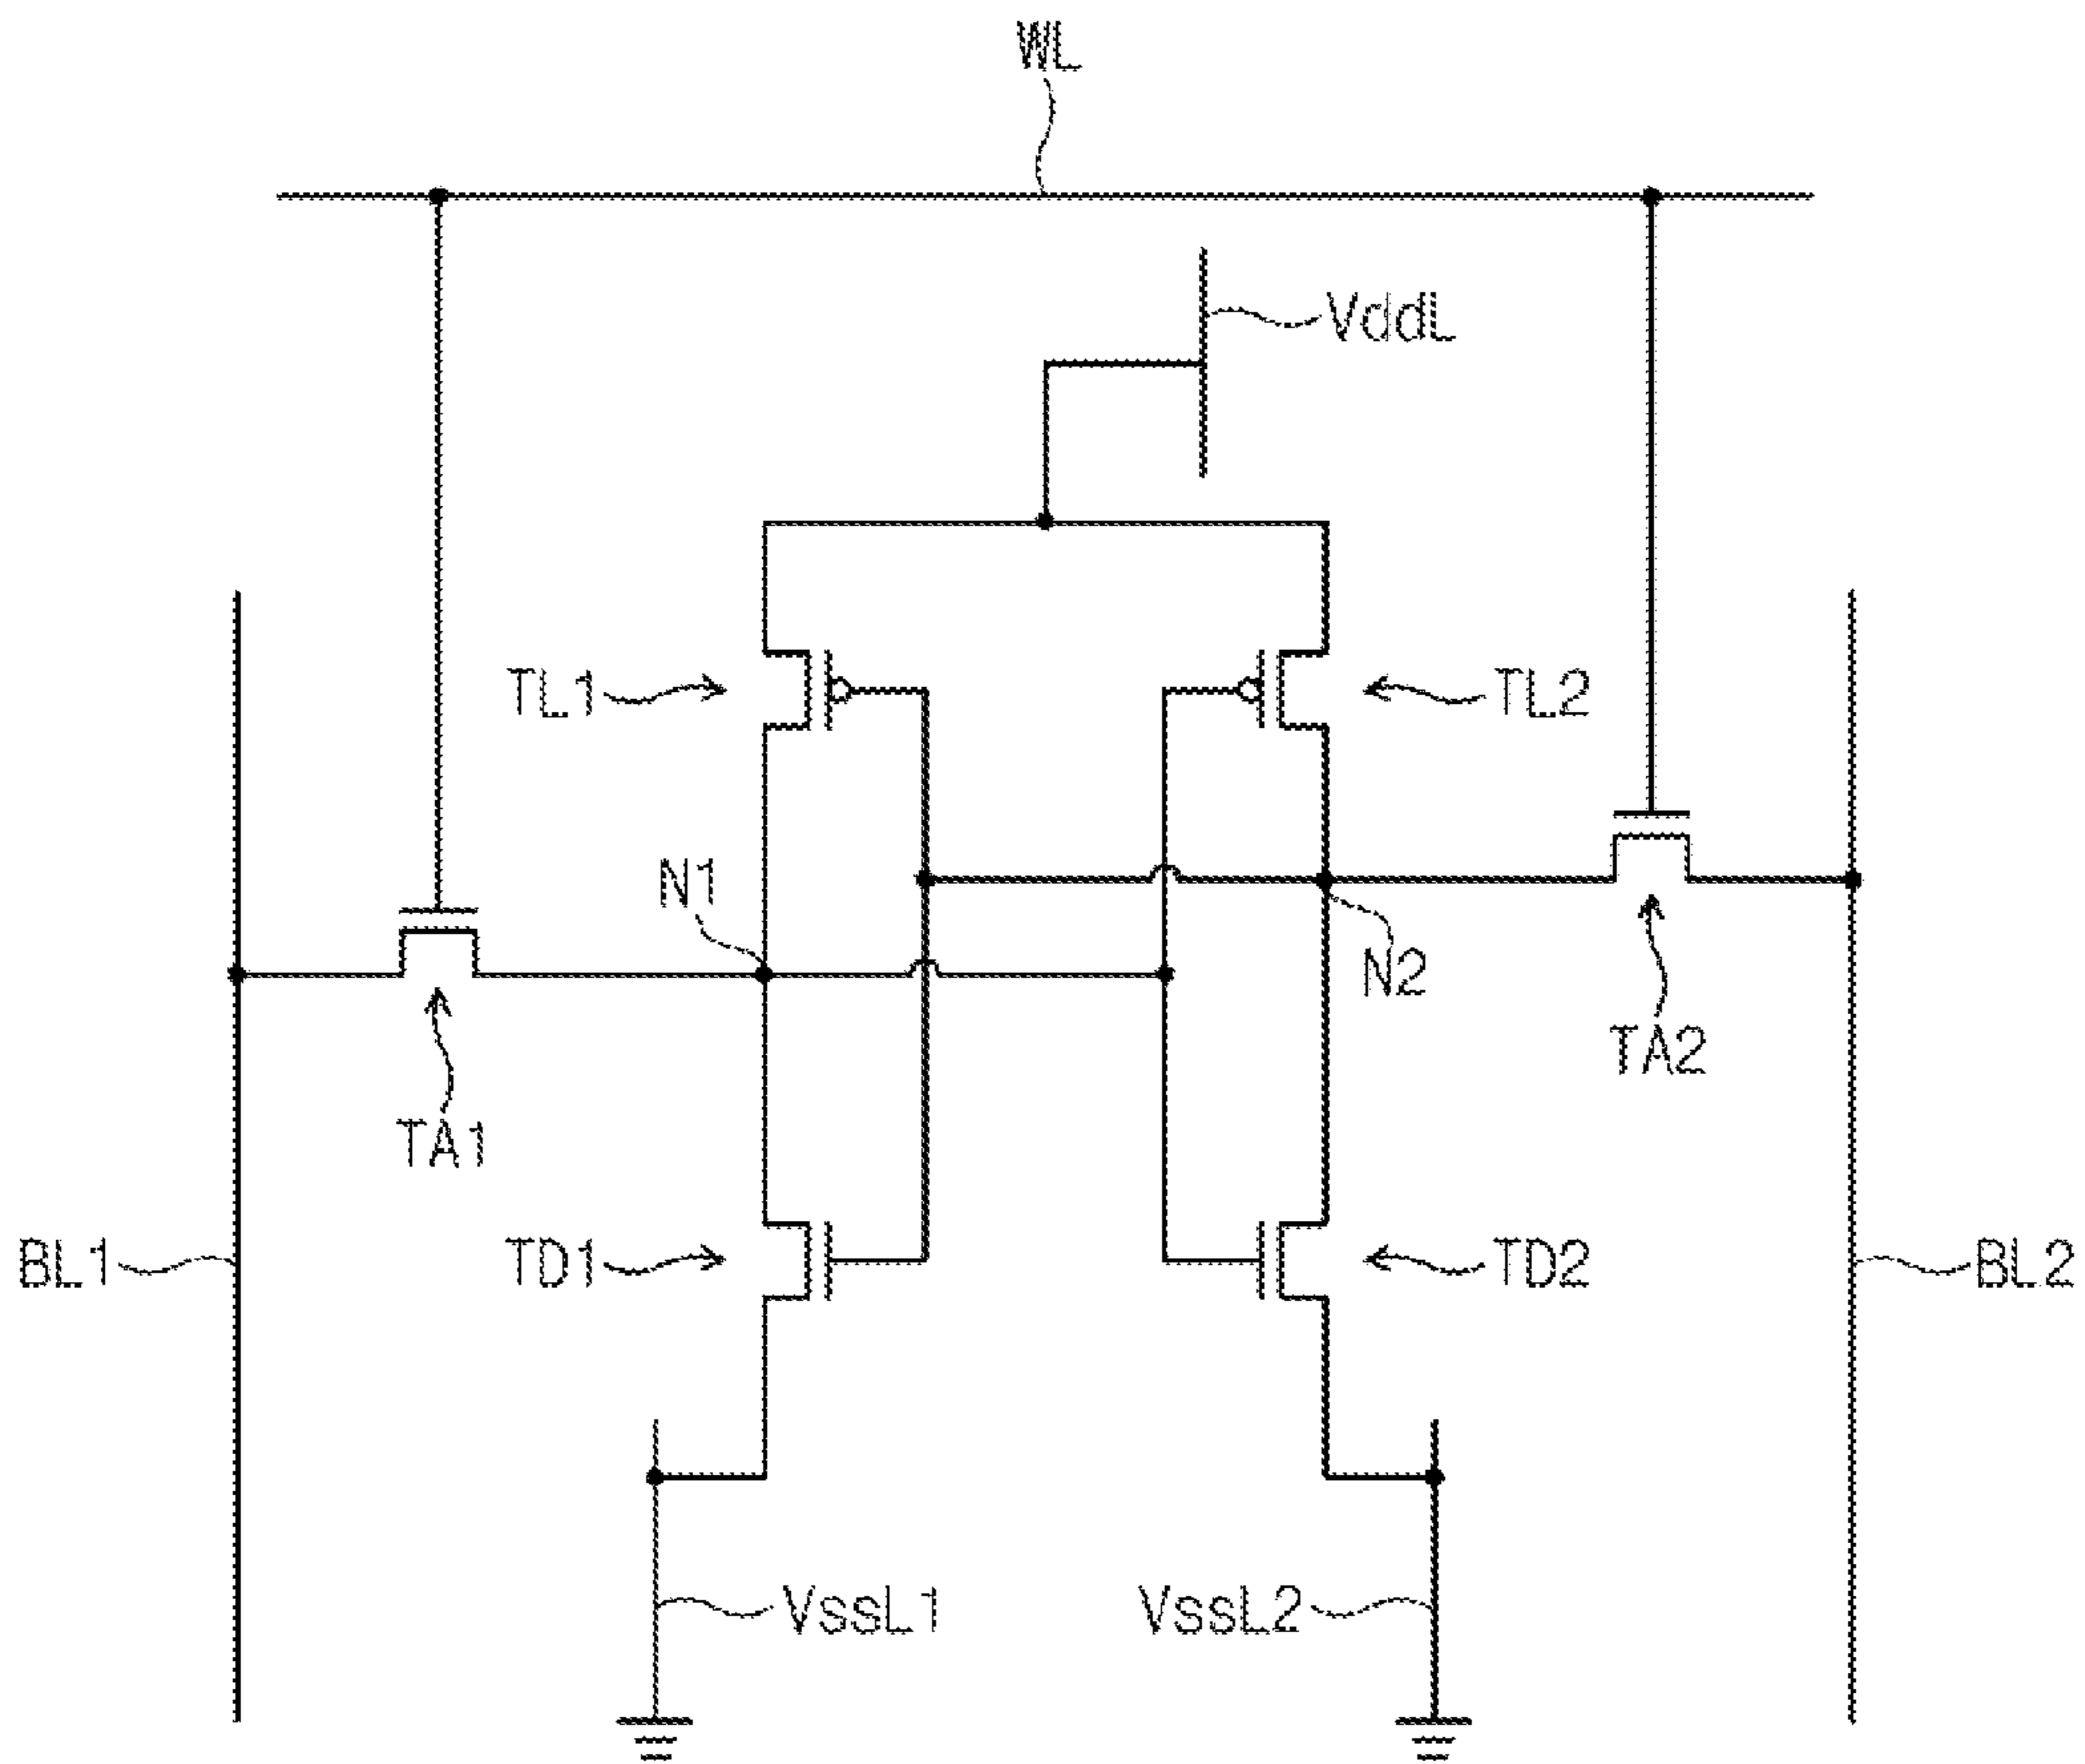 WL
VddL
TL1
TL2
N1
N2
TA2
TA1
BL1
TD1
TD2
BL2
VssL1
VssL2